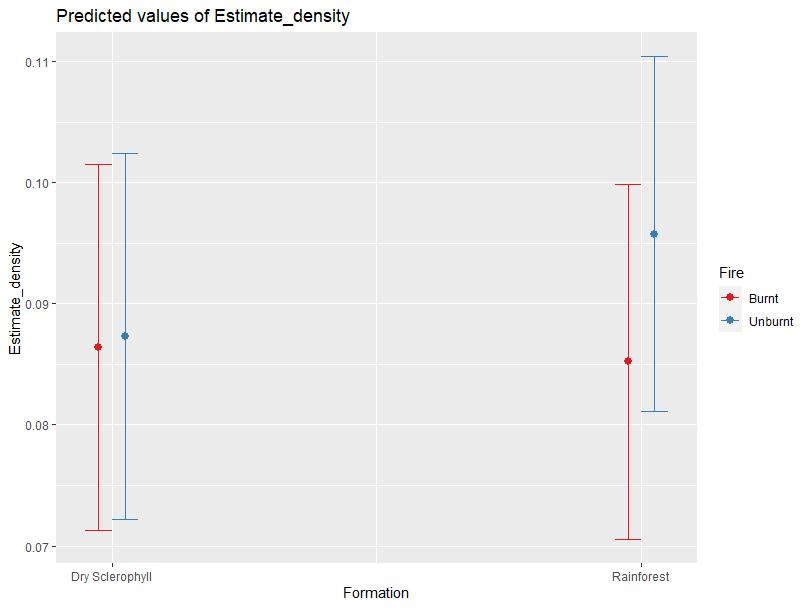 Predicted values of Estimate_density
0.11
0.10
0.09
0.08
0.07
Estimate_density
Dry Sclerophyll
Rainforest
Formation
Fire
Burnt
Unburnt